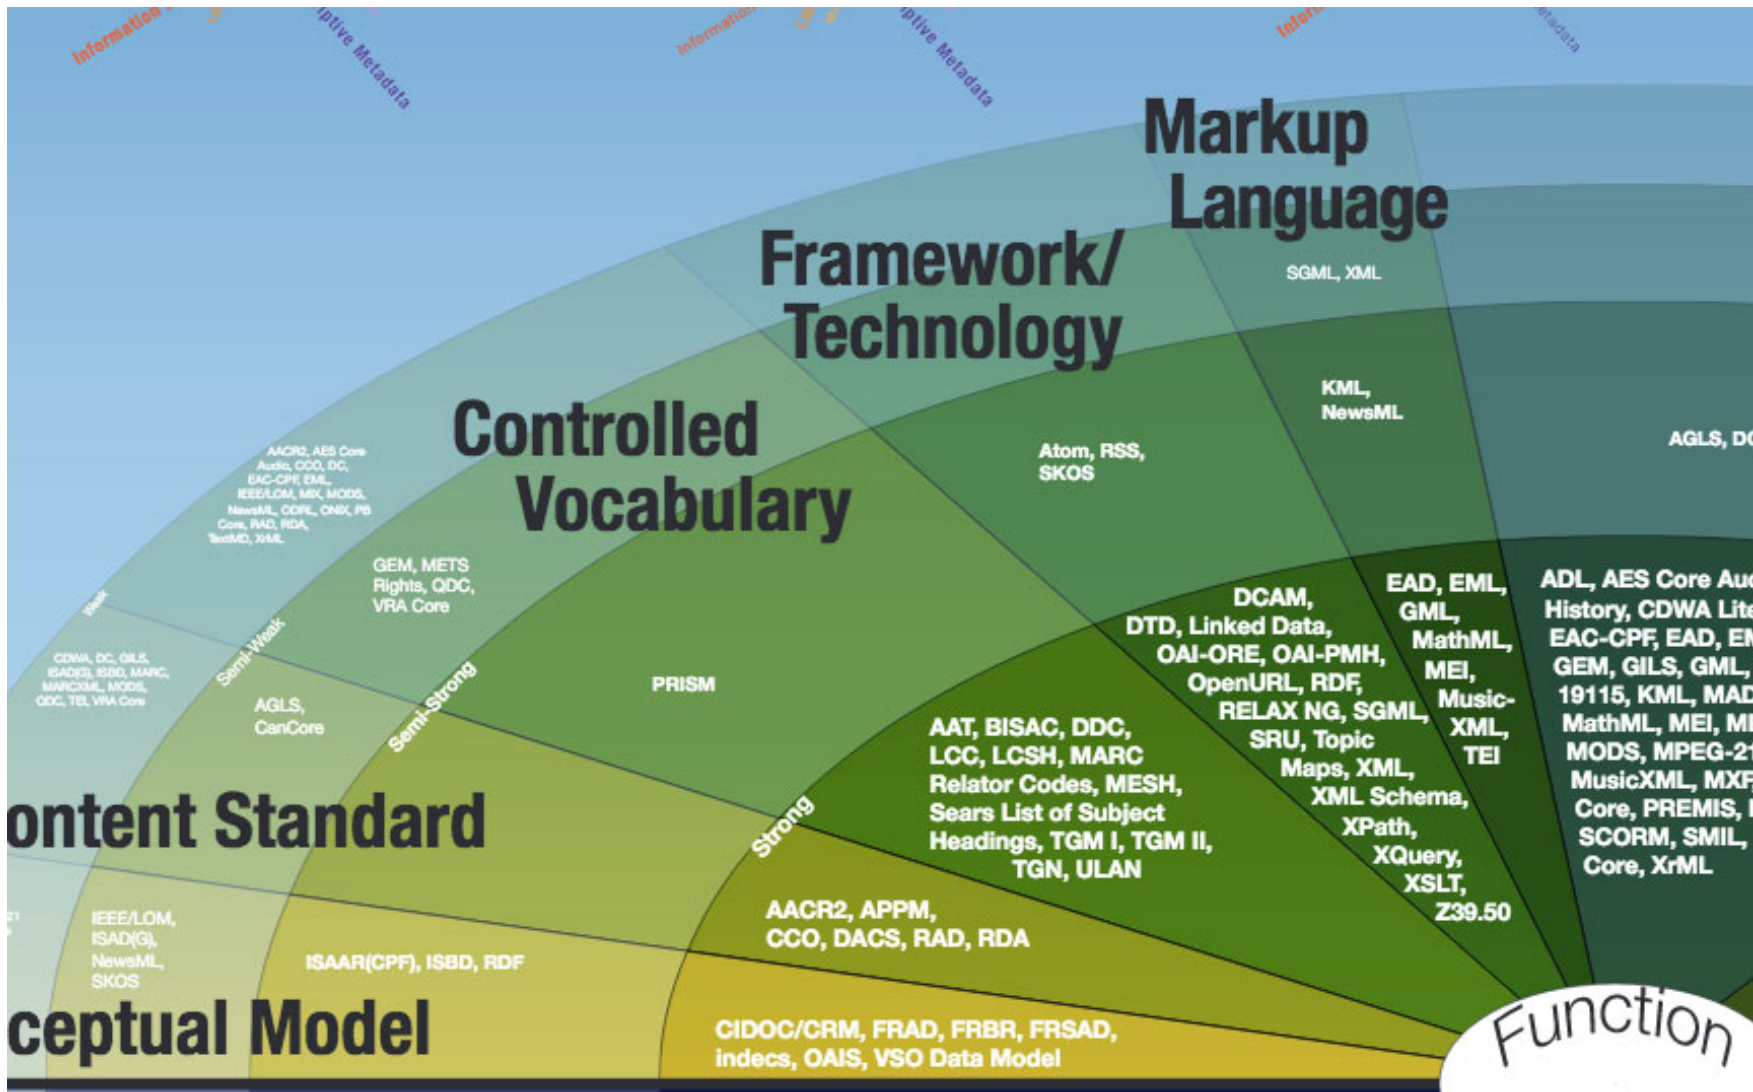 Information
ptive Metadata
Information
ptive Metadata
Infor
etadata
Markup
Language
SGML, XML
KML,
NewsML
Framework/
Technology
Atom, RSS,
SKOS
Controlled
Vocabulary
AACR2, AES Core
Audio, CCO, DC,
EAC-CPF, EML,
IEEE/LOM, MIX, MODS,
NewsML, ODRL, ONIX, PB
Core, RAD, RDA,
TextMD, XrML
GEM, METS
Rights, QDC,
VRA Core
PRISM
Weak
Semi-Weak
Semi-Strong
Strong
CDWA, DC, GILS,
ISAD(G), ISBD, MARC,
MARCXML, MODS,
QDC, TEI, VRA Core
AGLS,
CanCore
AAT, BISAC, DDC,
LCC, LCSH, MARC
Relator Codes, MESH,
Sears List of Subject
Headings, TGM I, TGM II,
TGN, ULAN
DCAM,
DTD, Linked Data,
OAI-ORE, OAI-PMH,
OpenURL, RDF,
RELAX NG, SGML,
SRU, Topic
Maps, XML,
XML Schema,
XPath,
XQuery,
XSLT,
Z39.50
EAD, EML,
GML,
MathML,
MEI,
Music-
XML,
TEI
AGLS, DC
ADL, AES Core Aud
History, CDWA Lite
EAC-CPF, EAD, EM
GEM, GILS, GML,
19115, KML, MAD
MathML, MEI, ME
MODS, MPEG-21
MusicXML, MXF,
Core, PREMIS,
SCORM, SMIL,
Core, XrML
ontent Standard
AACR2, APPM,
CCO, DACS, RAD, RDA
21
IEEE/LOM,
ISAD(G),
NewsML,
SKOS
ISAAR(CPF), ISBD, RDF
ceptual Model
CIDOC/CRM, FRAD, FRBR, FRSAD,
indecs, OAIS, VSO Data Model
Function